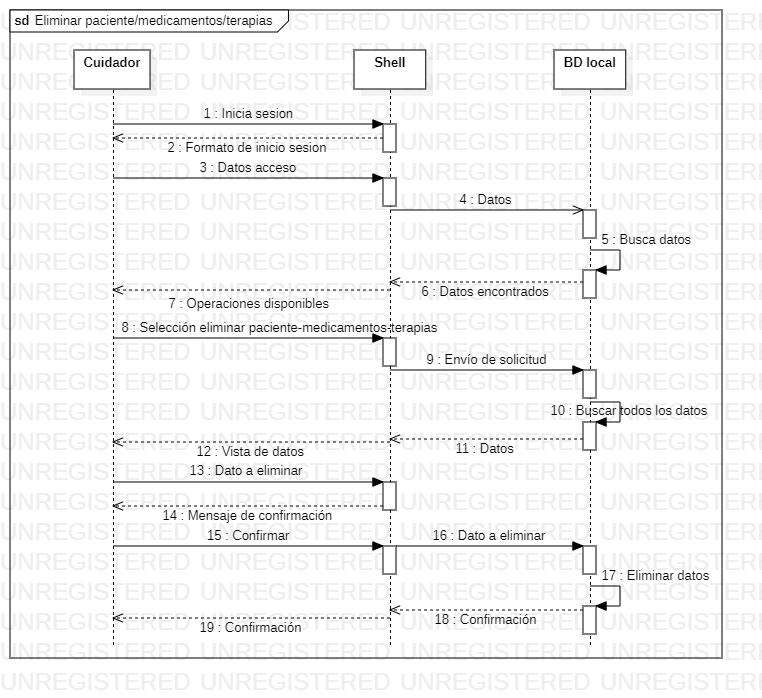 sd Eliminar paciente/medicamentos/terapias
Cuidador
Shell
BD local
1 : Inicia sesion
2 : Formato de inicio sesion
3 : Datos acceso
4 : Datos
5 : Busca datos
6 : Datos encontrados
7 : Operaciones disponibles
8 : Selección eliminar paciente-medicamentos-terapias
9 : Envío de solicitud
10 : Buscar todos los datos
11 : Datos
12 : Vista de datos
13 : Dato a eliminar
14 : Mensaje de confirmación
15 : Confirmar
16 : Dato a eliminar
17 : Eliminar datos
18 : Confirmación
19 : Confirmación
UNREGISTERED